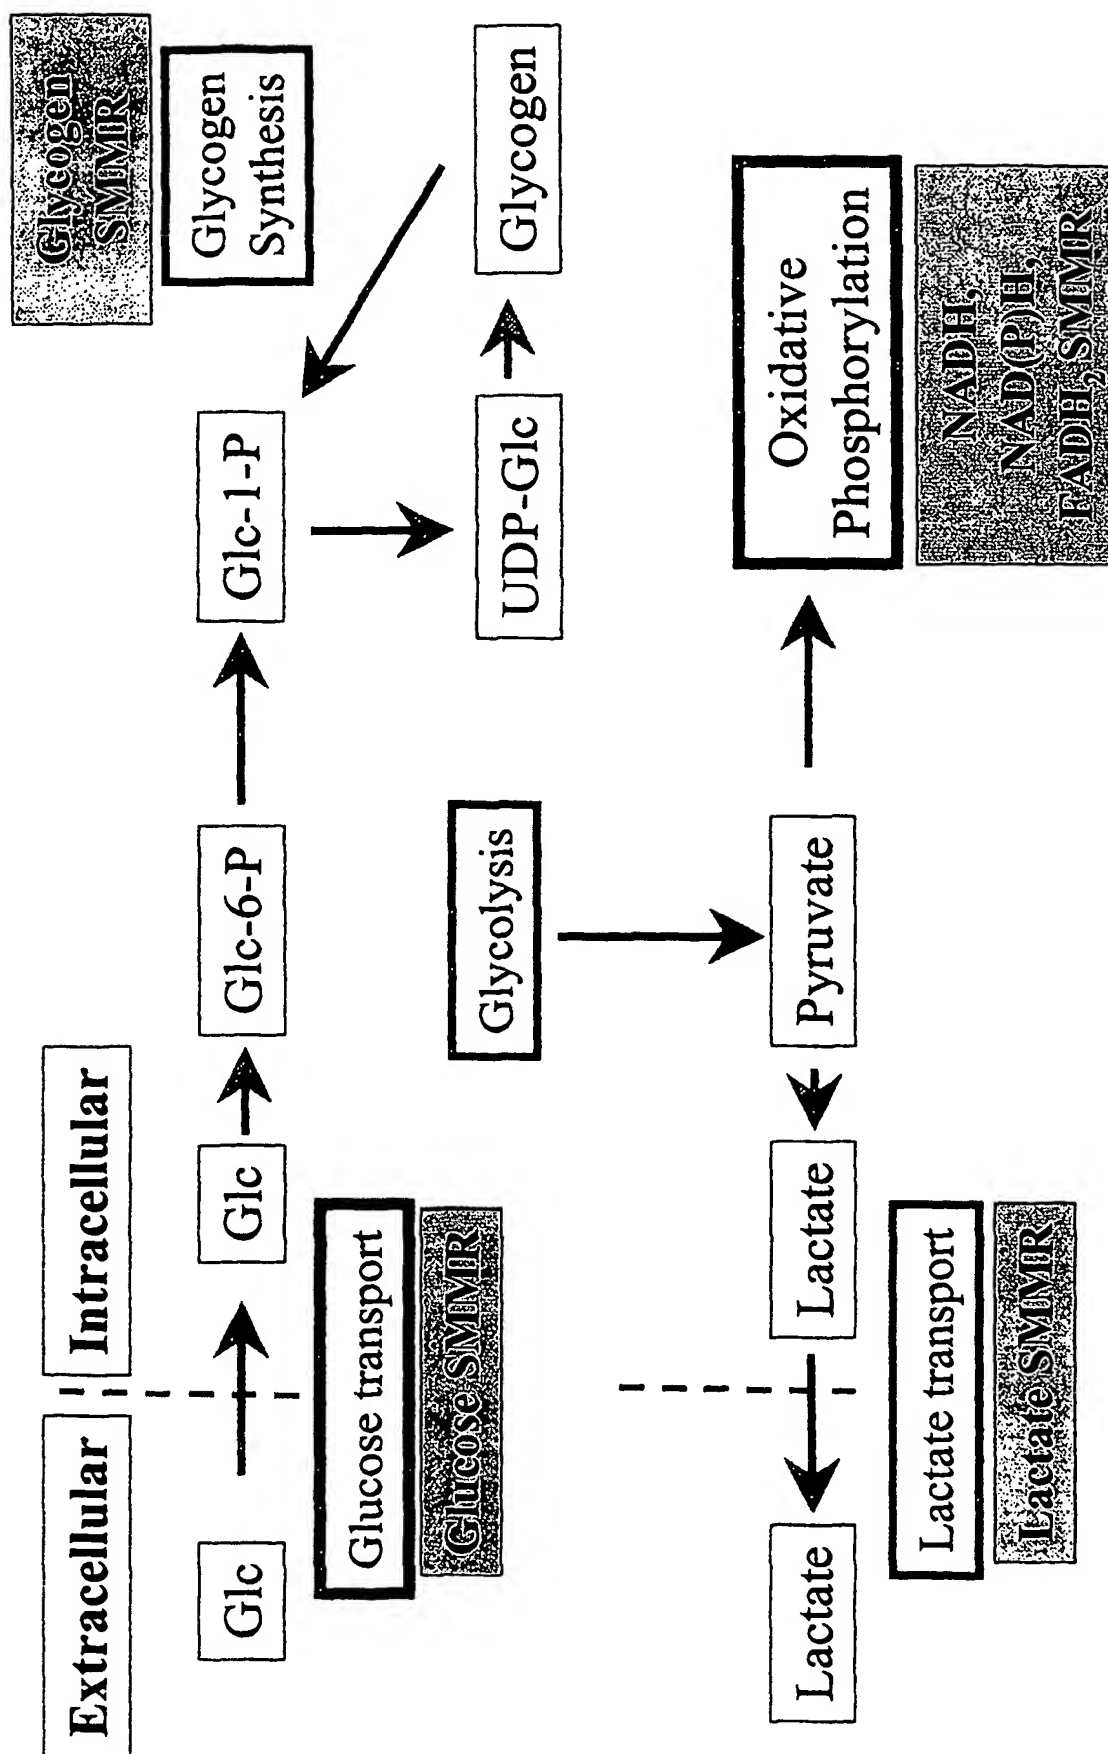 Extracellular
Intracellular
Glycogen
SMMR
Glycogen
Synthesis
Glc
Glc
Glc-6-P
Glc-1-P
Glucose transport
Glucose SMMR
Glycolysis
UDP-Glc
Glycogen
Lactate
Lactate
Pyruvate
Oxidative
Phosphorylation
Lactate transport
Lactate SMMR
NADH,
NAD(P)H,
FADH₂ SMMR